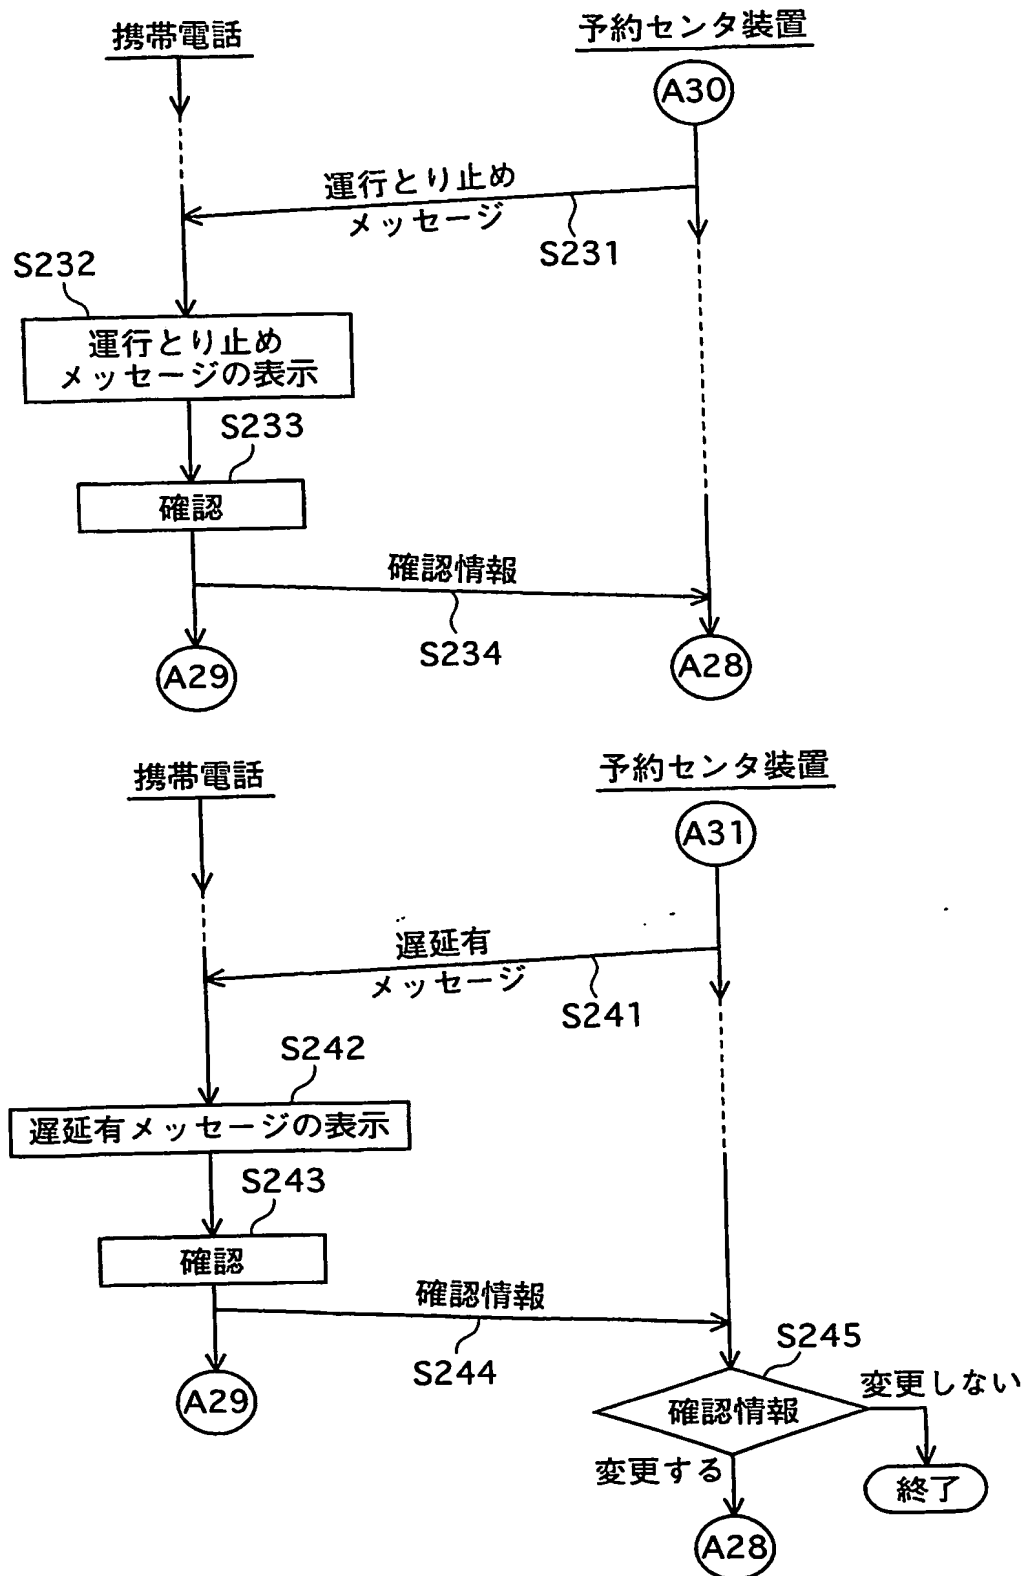 携帯電話
予約センタ装置
A30
運行とり止め
メッセージ
S231
S232
運行とり止め
メッセージの表示
S233
確認
確認情報
S234
A29
A28
携帯電話
予約センタ装置
A31
遅延有
メッセージ
S241
S242
遅延有メッセージの表示
S243
確認
確認情報
S244
S245
A29
確認情報
変更しない
変更する
終了
A28